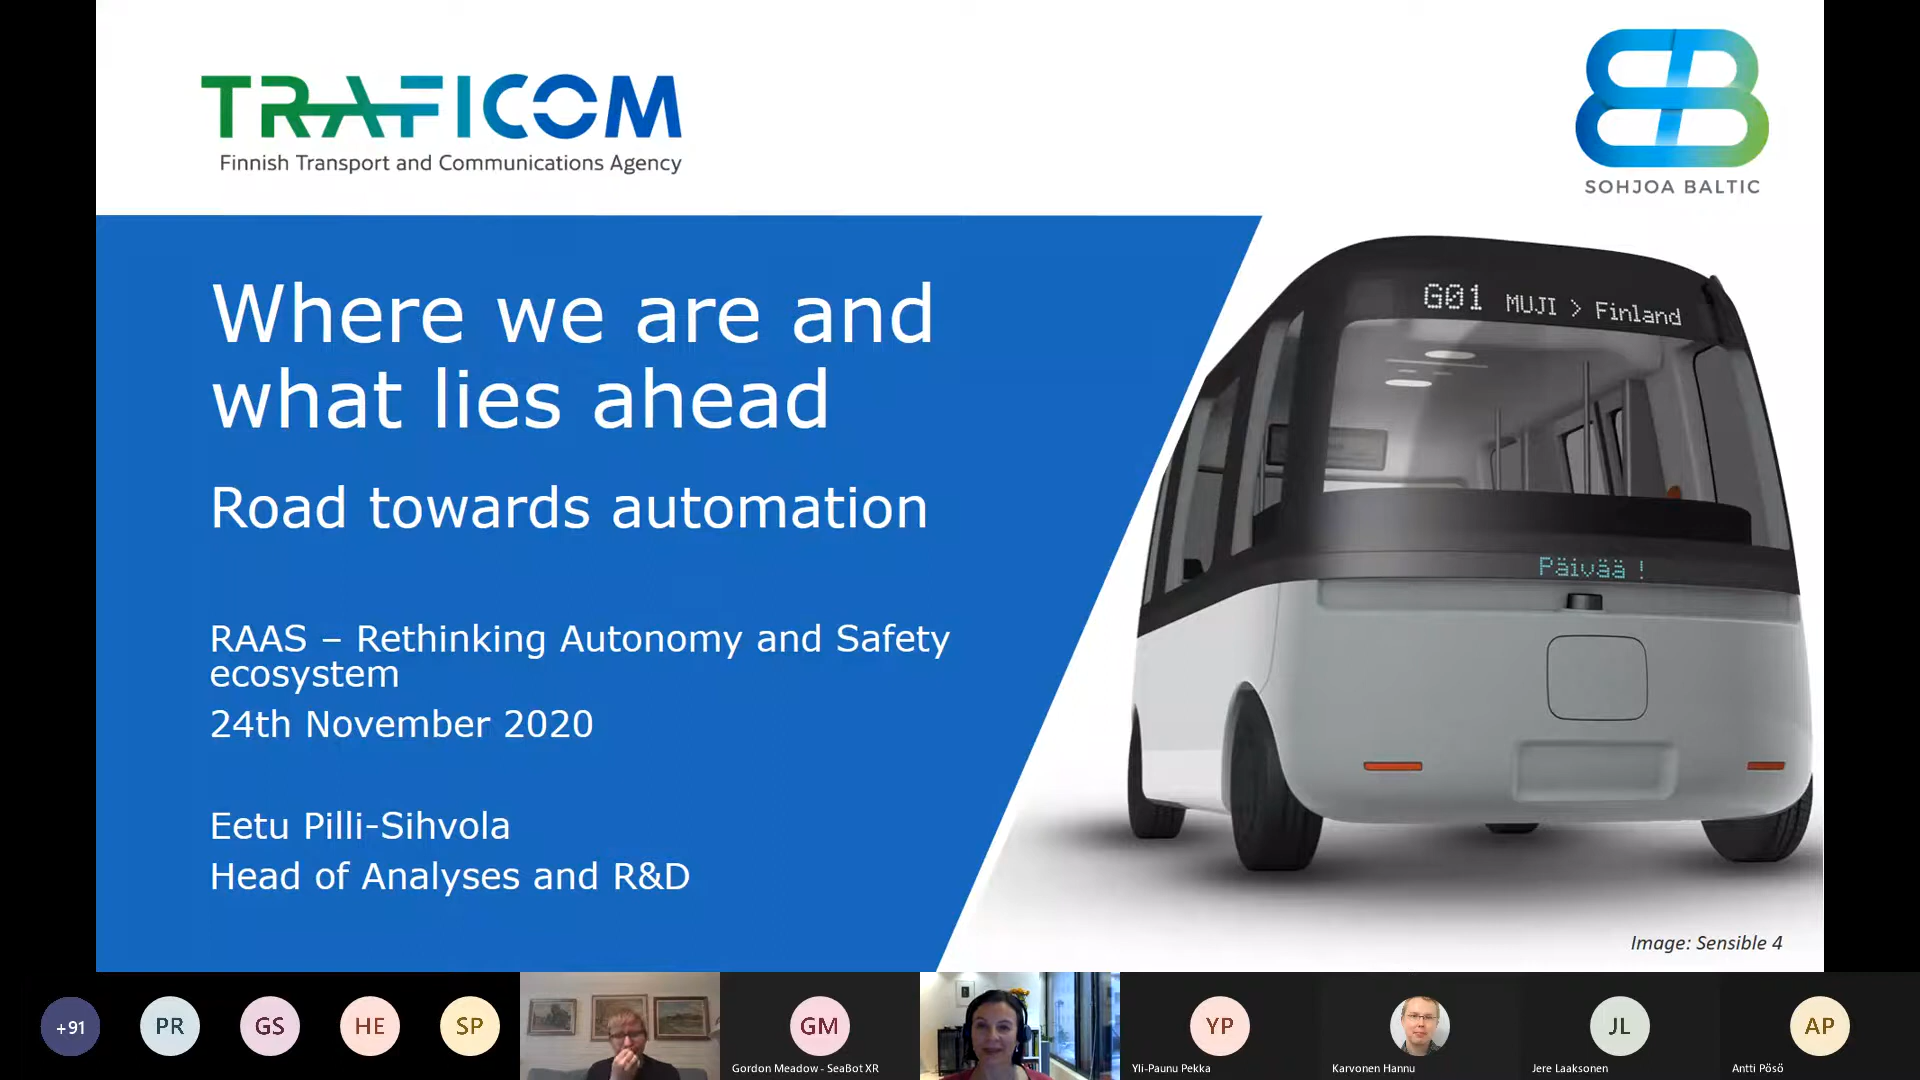 TRAFICOM
Finnish Transport and Communications Agency
SOHJOA BALTIC
Where we are and
what lies ahead
Road towards automation
RAAS – Rethinking Autonomy and Safety
ecosystem
24th November 2020
Eetu Pilli-Sihvola
Head of Analyses and R&D
G01 MUJI > Finland
Päivää !
Image: Sensible 4
+91
PR
GS
HE
SP
GM
Gordon Meadow - SeaBot XR
YP
Yli-Paunu Pekka
Karvonen Hannu
JL
Jere Laaksonen
AP
Antti Pösö